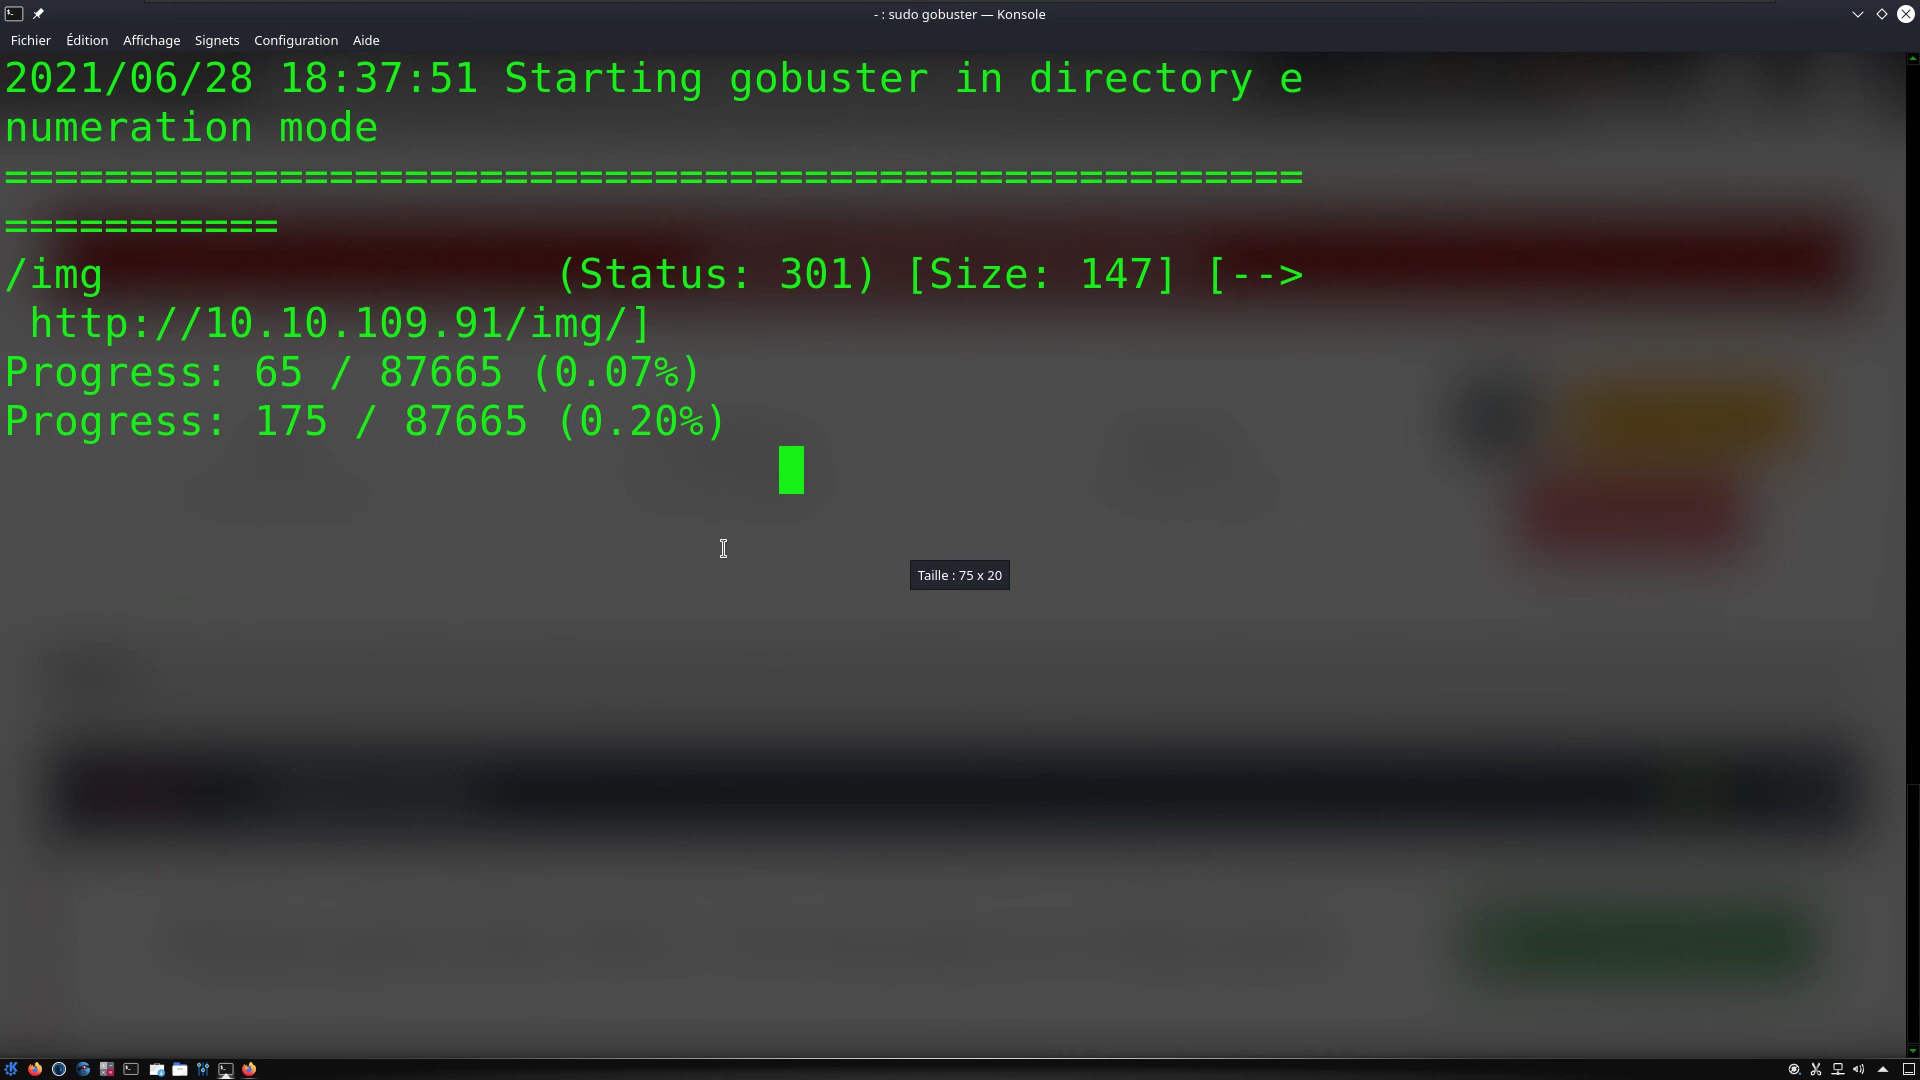 - : sudo gobuster — Konsole
Fichier Édition Affichage Signets Configuration Aide
2021/06/28 18:37:51 Starting gobuster in directory e
numeration mode
====================================================
===========
/img                  (Status: 301) [Size: 147] [-->
 http://10.10.109.91/img/]
Progress: 65 / 87665 (0.07%)
Progress: 175 / 87665 (0.20%)
Taille : 75 x 20